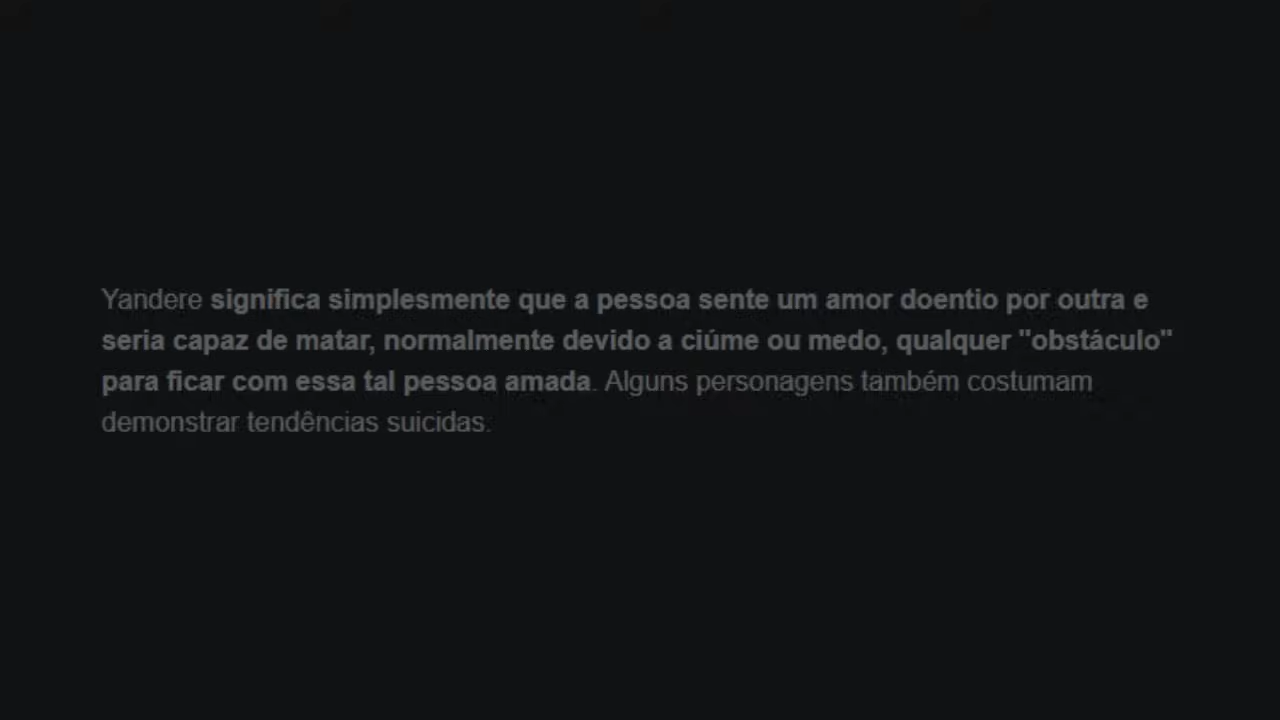 Yandere significa simplesmente que a pessoa sente um amor doentio por outra e
seria capaz de matar, normalmente devido a ciúme ou medo, qualquer "obstáculo"
para ficar com essa tal pessoa amada. Alguns personagens também costumam
demonstrar tendências suicidas.